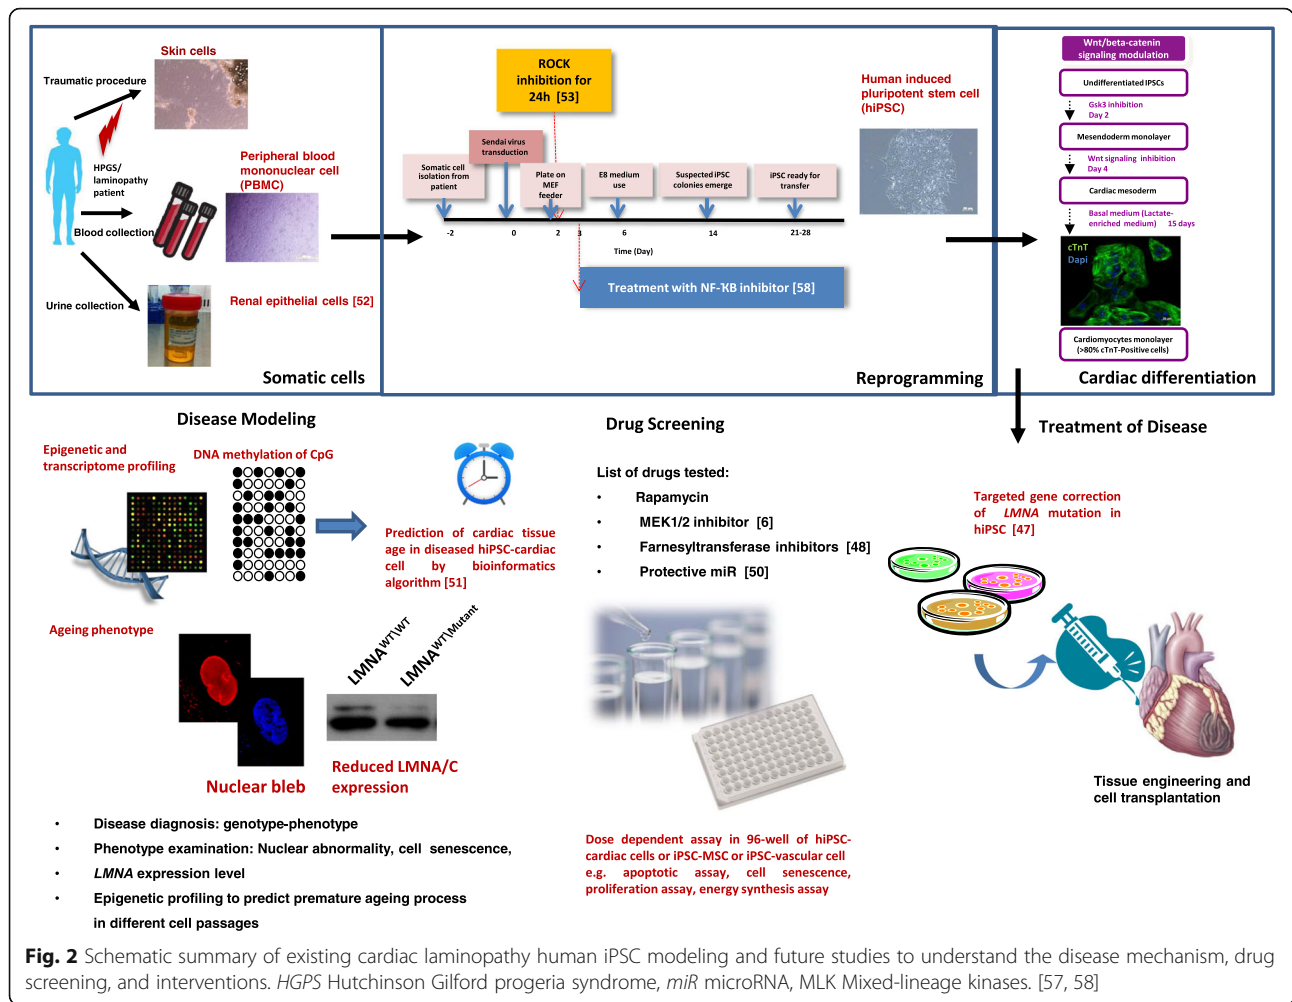 Skin cells
Traumatic procedure
HPGS/
laminopathy
patient
Peripheral blood
mononuclear cell
(PBMC)
Blood collection
Urine collection
Renal epithelial cells [52]
Somatic cells
ROCK
inhibition for
24h [53]
Sendai virus
transduction
Somatic cell
isolation from
patient
Plate on
MEF
feeder
E8 medium
use
Suspected iPSC
colonies emerge
iPSC ready for
transfer
-2 0 2 3 6 14 21-28
Time (Day)
Treatment with NF-ҠB inhibitor [58]
Human induced
pluripotent stem cell
(hiPSC)
Reprogramming
Wnt/beta-catenin
signaling modulation
Undifferentiated IPSCs
Gsk3 inhibition
Day 2
Mesendoderm monolayer
Wnt signaling inhibition
Day 4
Cardiac mesoderm
Basal medium (Lactate-
enriched medium) 15 days
cTnT
Dapi
Cardiomyocytes monolayer
(>80% cTnT-Positive cells)
Cardiac differentiation
Disease Modeling
Epigenetic and
transcriptome profiling
DNA methylation of CpG
Prediction of cardiac tissue
age in diseased hiPSC-cardiac
cell by bioinformatics
algorithm [51]
Ageing phenotype
LMNAWT\WT
LMNAWT\Mutant
Nuclear bleb
Reduced LMNA/C
expression
• Disease diagnosis: genotype-phenotype
• Phenotype examination: Nuclear abnormality, cell senescence,
• LMNA expression level
• Epigenetic profiling to predict premature ageing process
in different cell passages
Drug Screening
List of drugs tested:
• Rapamycin
• MEK1/2 inhibitor [6]
• Farnesyltransferase inhibitors [48]
• Protective miR [50]
Dose dependent assay in 96-well of hiPSC-
cardiac cells or iPSC-MSC or iPSC-vascular cell
e.g. apoptotic assay, cell senescence,
proliferation assay, energy synthesis assay
Treatment of Disease
Targeted gene correction
of LMNA mutation in
hiPSC [47]
Tissue engineering and
cell transplantation
Fig. 2 Schematic summary of existing cardiac laminopathy human iPSC modeling and future studies to understand the disease mechanism, drug
screening, and interventions. HGPS Hutchinson Gilford progeria syndrome, miR microRNA, MLK Mixed-lineage kinases. [57, 58]